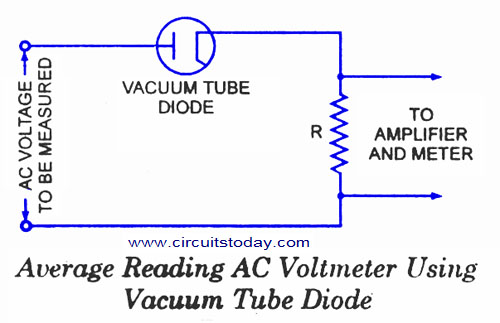 VACUUM TUBE
DIODE
AC VOLTAGE
TO BE MEASURED
R
TO
AMPLIFIER
AND METER
www.circuitstoday.com
Average Reading AC Voltmeter Using
Vacuum Tube Diode